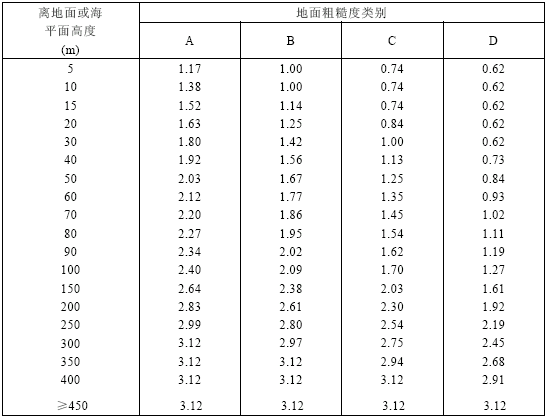 离地面或海 地面粗糙度类别
平面高度
(m) A B C D
5 1.17 1.00 0.74 0.62
10 1.38 1.00 0.74 0.62
15 1.52 1.14 0.74 0.62
20 1.63 1.25 0.84 0.62
30 1.80 1.42 1.00 0.62
40 1.92 1.56 1.13 0.73
50 2.03 1.67 1.25 0.84
60 2.12 1.77 1.35 0.93
70 2.20 1.86 1.45 1.02
80 2.27 1.95 1.54 1.11
90 2.34 2.02 1.62 1.19
100 2.40 2.09 1.70 1.27
150 2.64 2.38 2.03 1.61
200 2.83 2.61 2.30 1.92
250 2.99 2.80 2.54 2.19
300 3.12 2.97 2.75 2.45
350 3.12 3.12 2.94 2.68
400 3.12 3.12 3.12 2.91
≥450 3.12 3.12 3.12 3.12